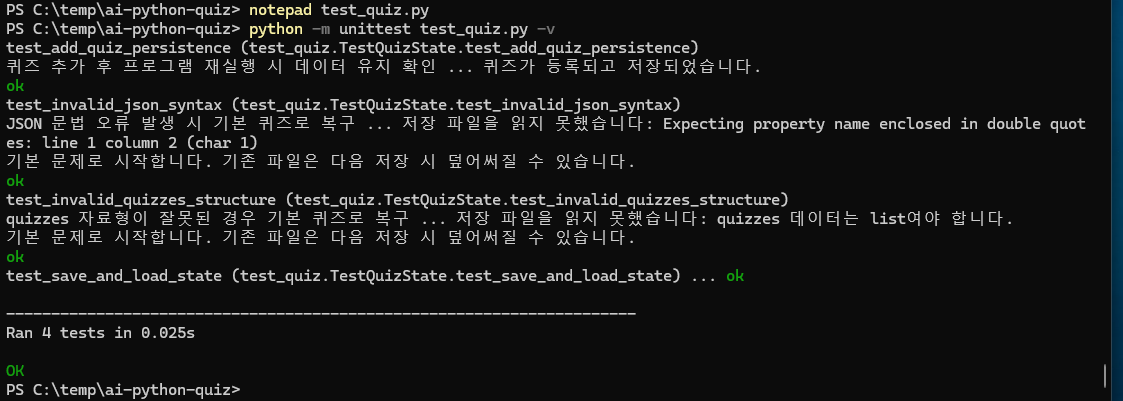 PS C:\temp\ai-python-quiz> notepad test_quiz.py
PS C:\temp\ai-python-quiz> python -m unittest test_quiz.py -v
test_add_quiz_persistence (test_quiz.TestQuizState.test_add_quiz_persistence)
퀴즈 추가 후 프로그램 재실행 시 데이터 유지 확인 ... 퀴즈가 등록되고 저장되었습니다.
ok
test_invalid_json_syntax (test_quiz.TestQuizState.test_invalid_json_syntax)
JSON 문법 오류 발생 시 기본 퀴즈로 복구 ... 저장 파일을 읽지 못했습니다: Expecting property name enclosed in double quot
es: line 1 column 2 (char 1)
기본 문제로 시작합니다. 기존 파일은 다음 저장 시 덮어써질 수 있습니다.
ok
test_invalid_quizzes_structure (test_quiz.TestQuizState.test_invalid_quizzes_structure)
quizzes 자료형이 잘못된 경우 기본 퀴즈로 복구 ... 저장 파일을 읽지 못했습니다: quizzes 데이터는 list여야 합니다.
기본 문제로 시작합니다. 기존 파일은 다음 저장 시 덮어써질 수 있습니다.
ok
test_save_and_load_state (test_quiz.TestQuizState.test_save_and_load_state) ... ok
----------------------------------------------------------------------
Ran 4 tests in 0.025s
OK
PS C:\temp\ai-python-quiz>